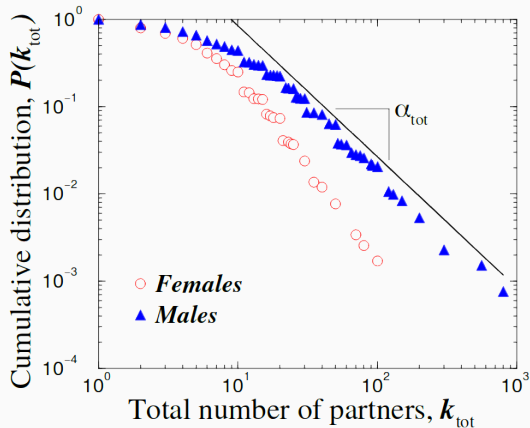 Cumulative distribution, P(k_tot)
10^0
10^-1
10^-2
10^-3
10^-4
α_tot
Females
Males
10^0 10^1 10^2 10^3
Total number of partners, k_tot